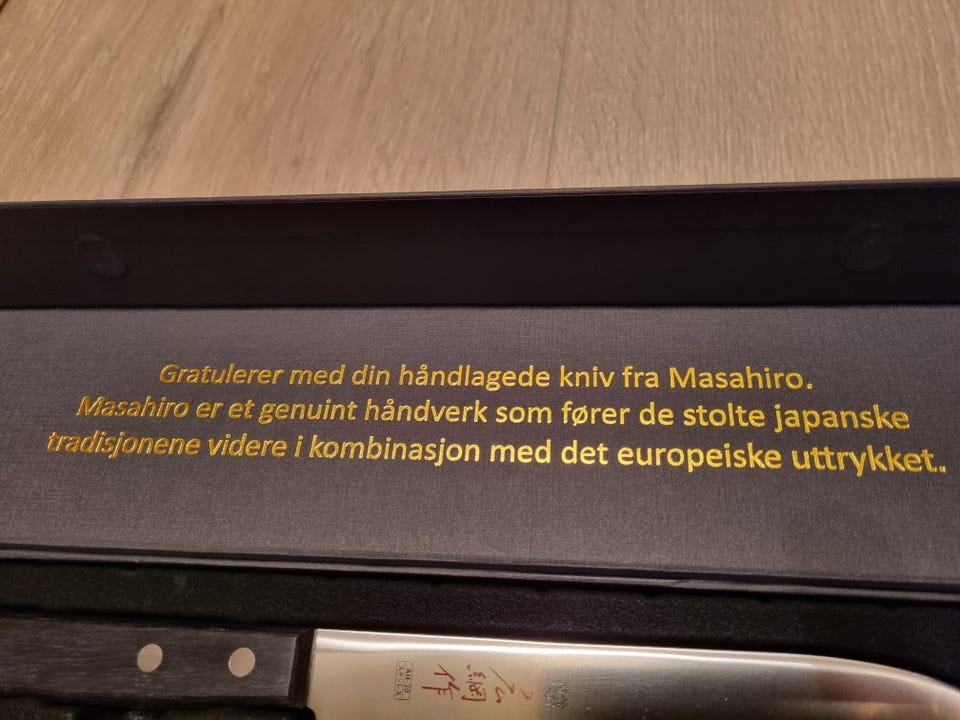 Gratulerer med din håndlagede kniv fra Masahiro.
Masahiro er et genuint håndverk som fører de stolte japanske
tradisjonene videre i kombinasjon med det europeiske uttrykket.